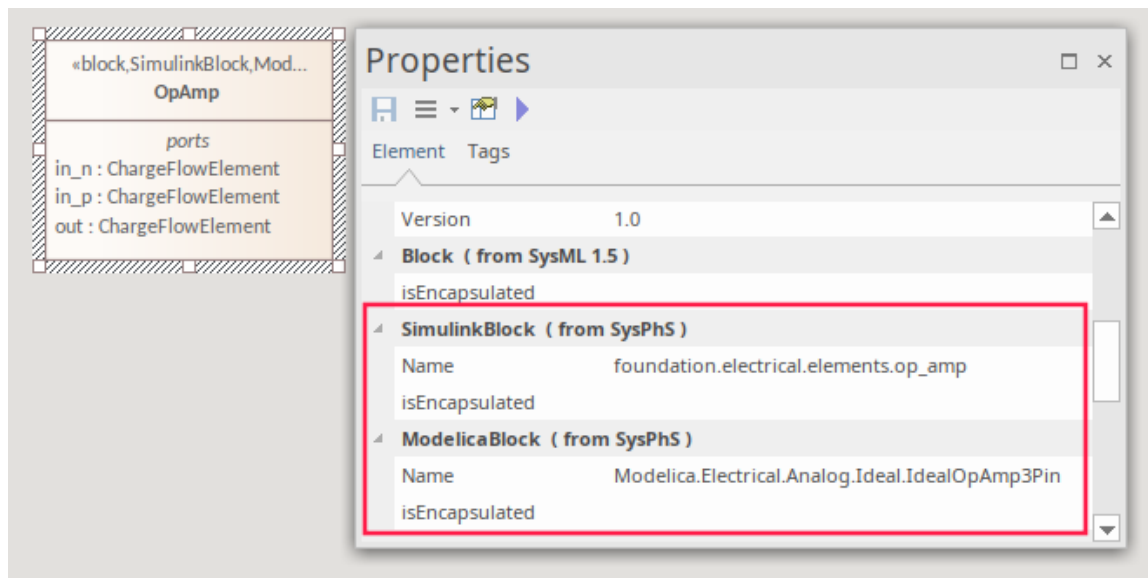 «block,SimulinkBlock,Mod...
OpAmp
ports
in_n : ChargeFlowElement
in_p : ChargeFlowElement
out : ChargeFlowElement
Properties
Element Tags
Version 1.0
Block ( from SysML 1.5 )
isEncapsulated
SimulinkBlock ( from SysPhS )
Name foundation.electrical.elements.op_amp
isEncapsulated
ModelicaBlock ( from SysPhS )
Name Modelica.Electrical.Analog.Ideal.IdealOpAmp3Pin
isEncapsulated